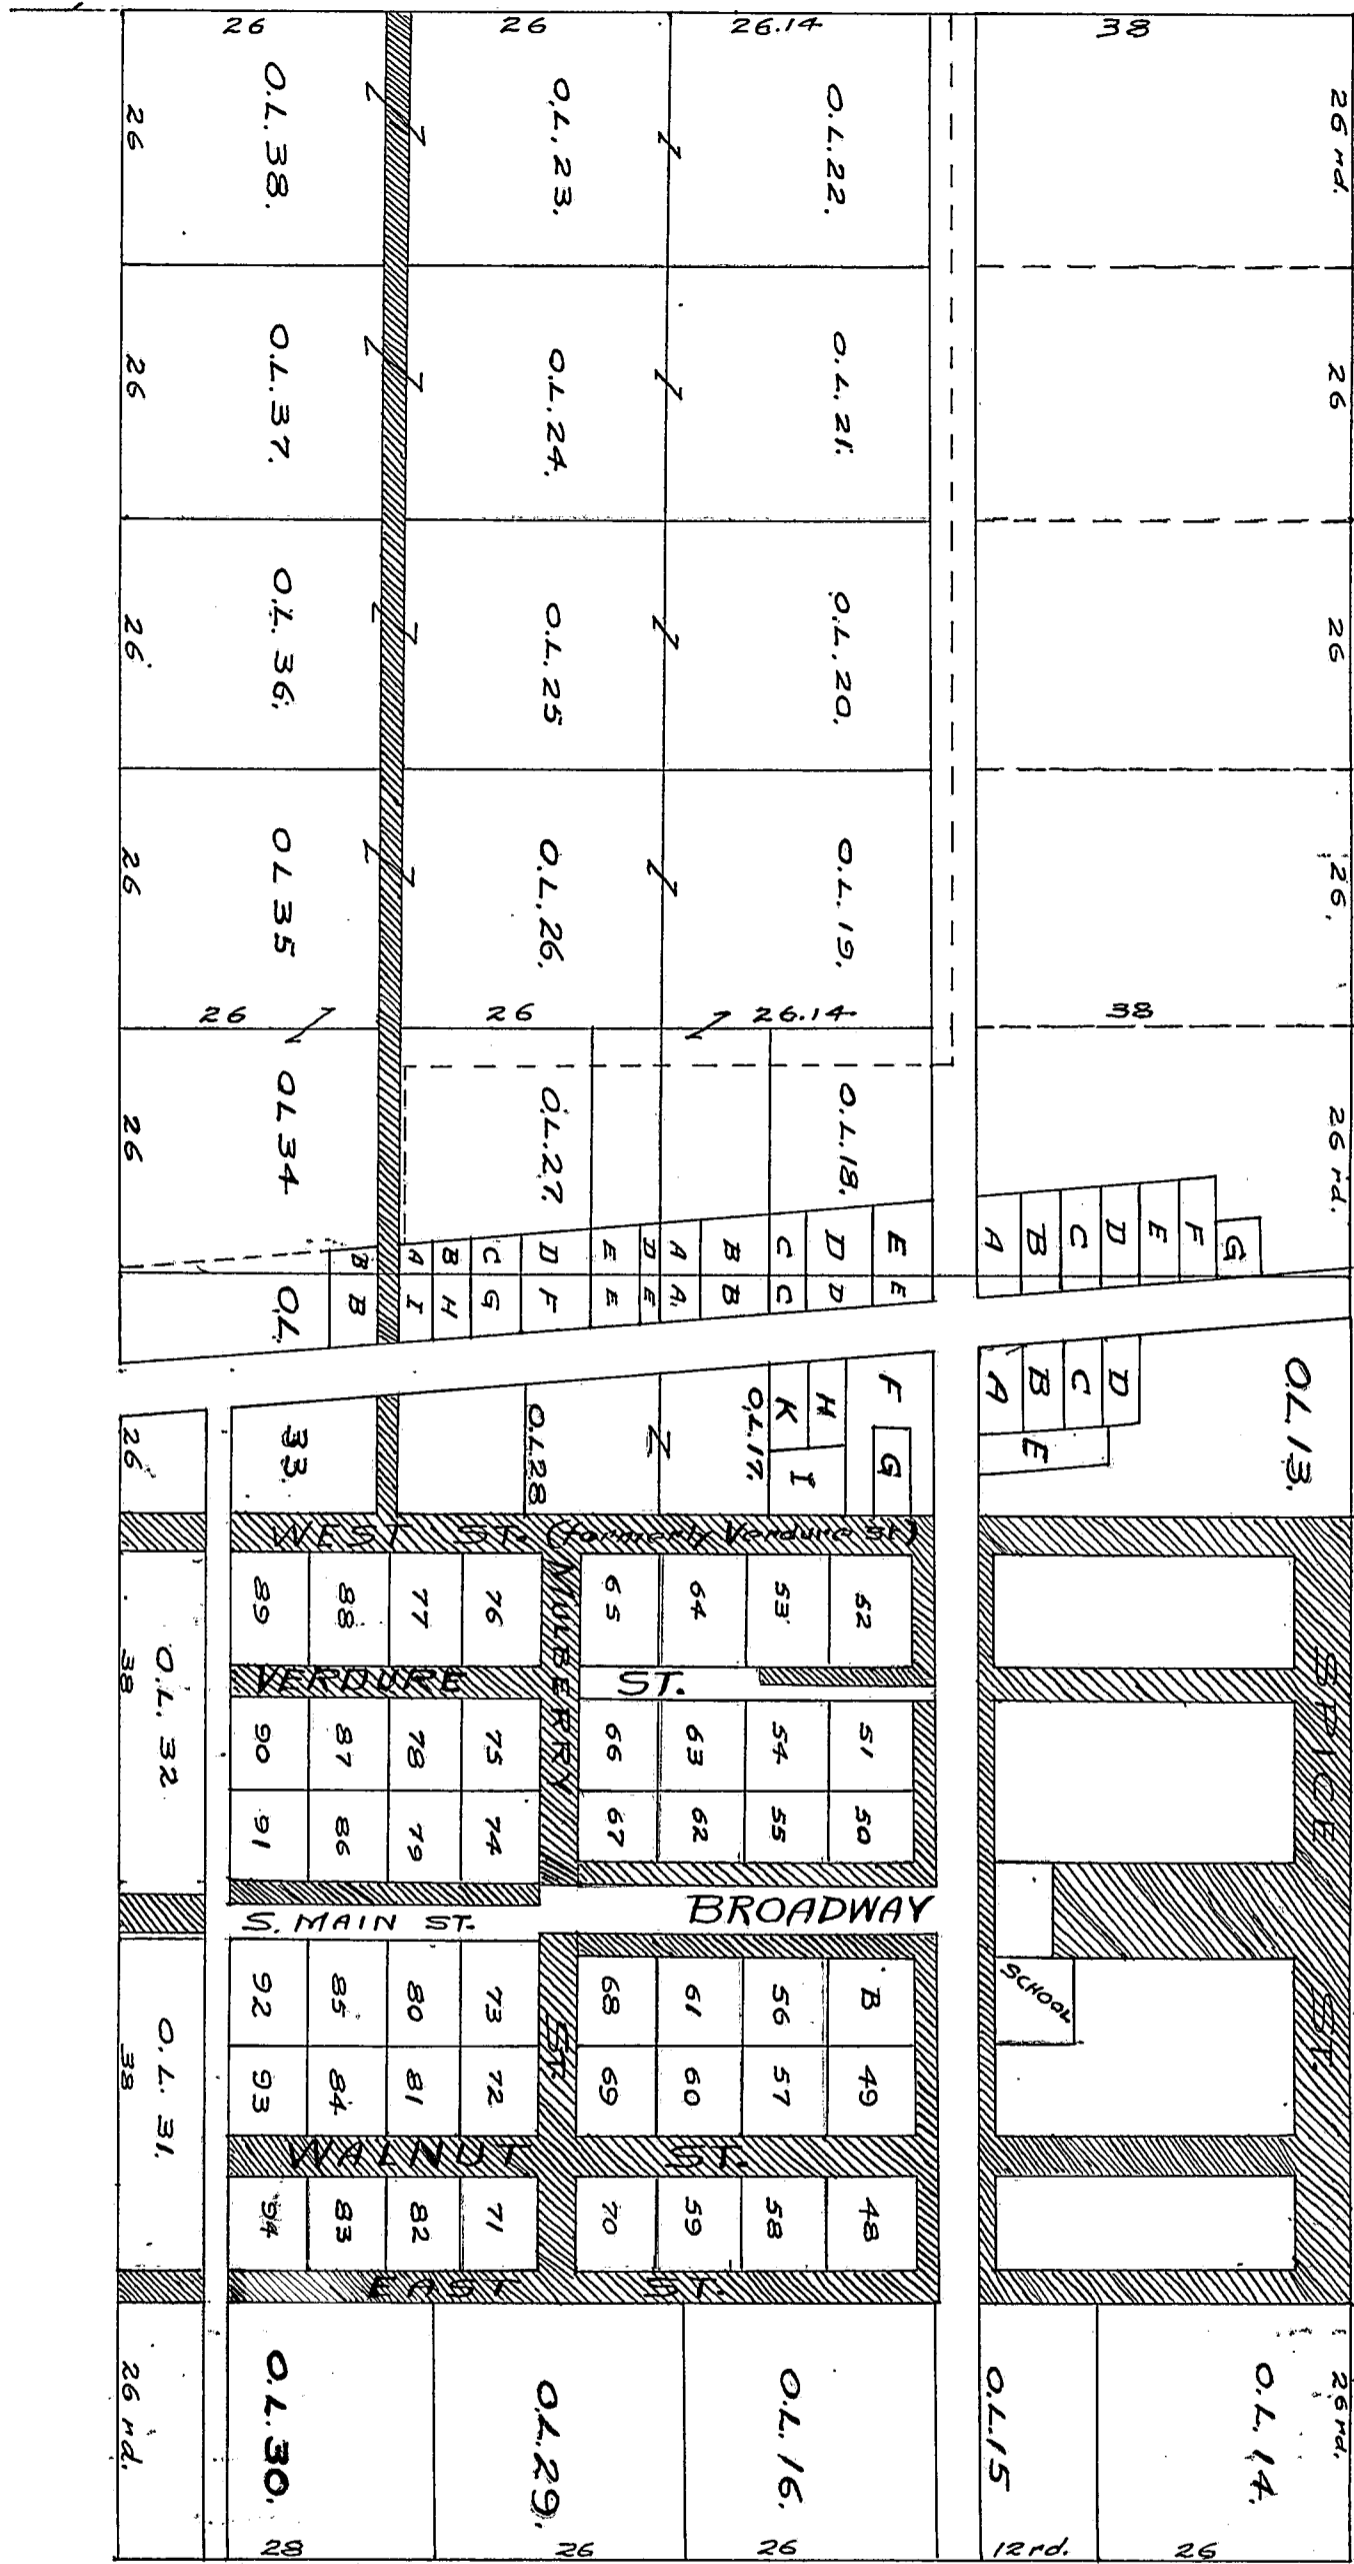 26 26 26.14 38
26 rd.
O.L.38. O.L.23. O.L.22.
26
O.L.37. O.L.24. O.L.21.
26 26
O.L.36. O.L.25 O.L.20.
26 26
O L 35 O.L.26. O.L.19.
26 26.
26 26 26.14 38
O L 34 O.L.27. O.L.18.
26 26 rd.
B A B C D E D A B C D E A B C D E F G
O.L. B I H G F E E A. B C D E
33. O.L.28 O.L.17. K H I F G
A B C D E
O.L.13.
26
WEST ST. (formerly Verdure St)
89 88 77 76 65 64 53 52
MULBERRY ST.
VERDURE ST.
90 87 78 75 66 63 54 51
91 86 79 74 67 62 55 50
O.L. 32
38
SPICE ST.
S. MAIN ST. BROADWAY
92 85 80 73 68 61 56 B
SCHOOL
93 84 81 72 69 60 57 49
O.L. 31.
38
WALNUT ST.
94 83 82 71 70 59 58 48
EAST ST.
O.L.30. O.L.29. O.L.16. O.L.15 O.L.14.
26 rd. 26 rd.
28 26 26 12 rd. 26